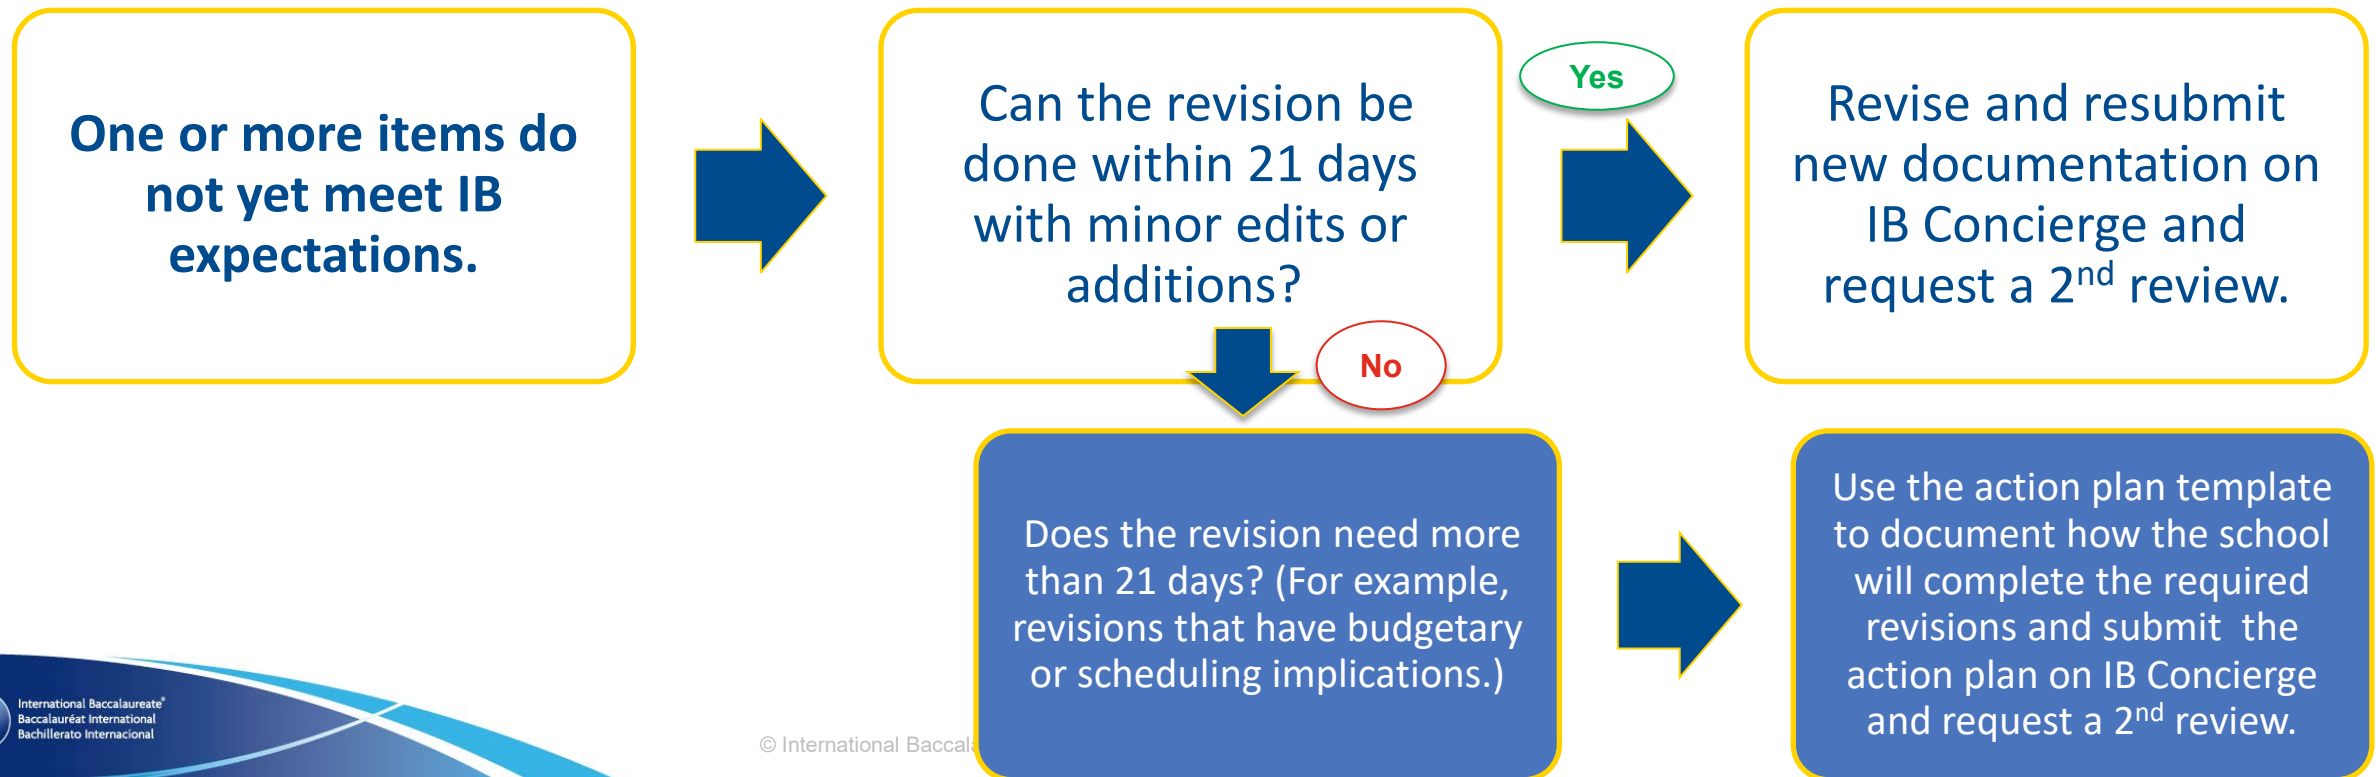 One or more items do
not yet meet IB
expectations.
Can the revision be
done within 21 days
with minor edits or
additions?
Yes
Revise and resubmit
new documentation on
IB Concierge and
request a 2nd review.
No
Does the revision need more
than 21 days? (For example,
revisions that have budgetary
or scheduling implications.)
Use the action plan template
to document how the school
will complete the required
revisions and submit the
action plan on IB Concierge
and request a 2nd review.
International Baccalaureate®
Baccalauréat International
Bachillerato Internacional
© International